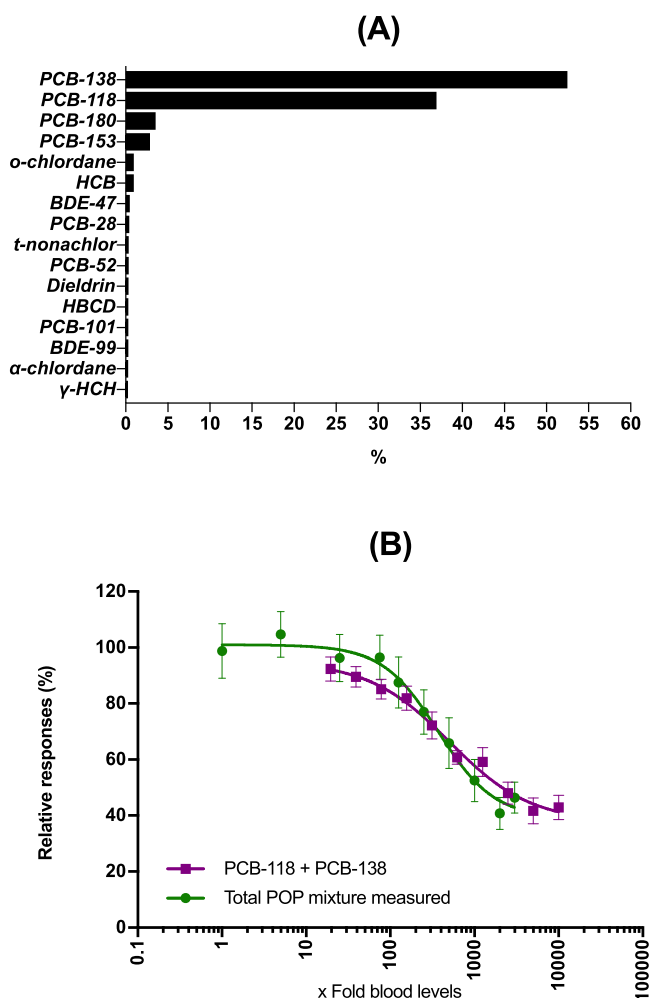 (A)
PCB-138
PCB-118
PCB-180
PCB-153
o-chlordane
HCB
BDE-47
PCB-28
t-nonachlor
PCB-52
Dieldrin
HBCD
PCB-101
BDE-99
α-chlordane
γ-HCH
0 5 10 15 20 25 30 35 40 45 50 55 60
%
(B)
120
100
80
60
40
20
0
Relative responses (%)
PCB-118 + PCB-138
Total POP mixture measured
0.1 1 10 100 1000 10000 100000
x Fold blood levels